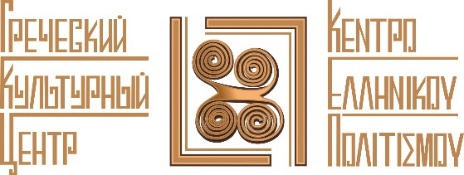 Греческий
Культурный
Центр
Κεντρο
Ελληνικου
Πολιτισμου